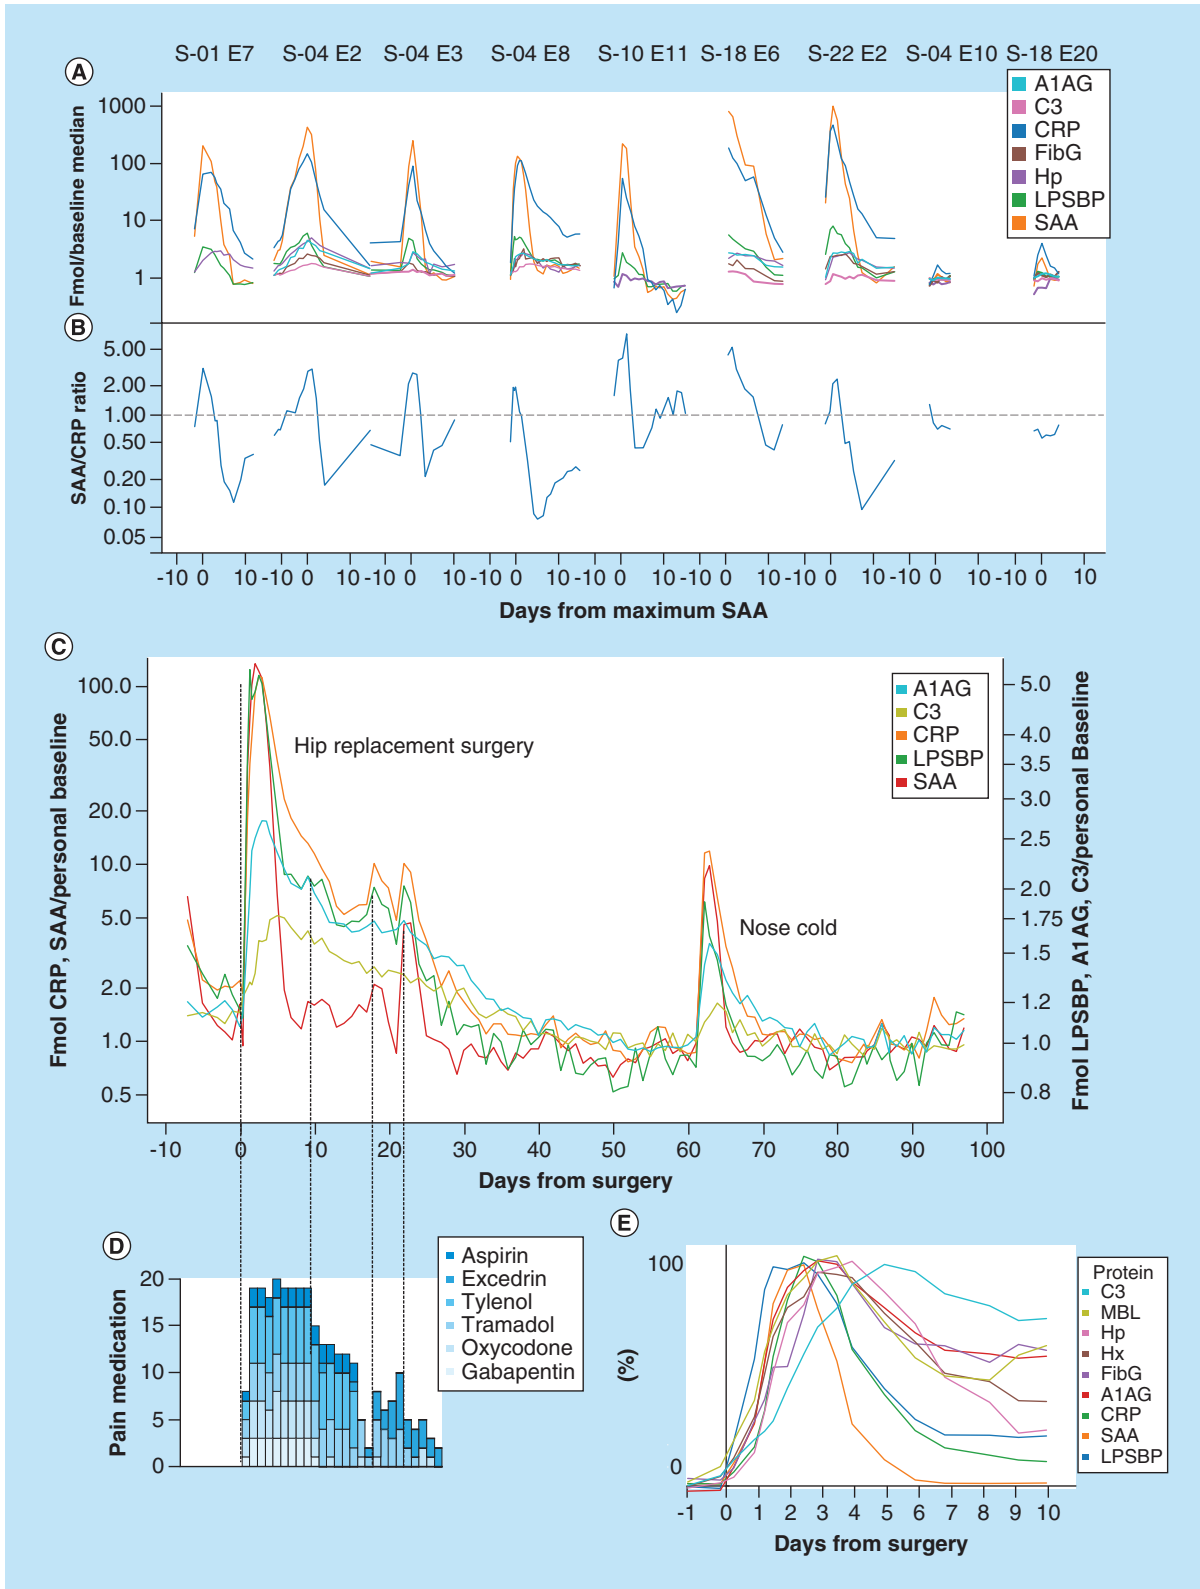 S-01 E7 S-04 E2 S-04 E3 S-04 E8 S-10 E11 S-18 E6 S-22 E2 S-04 E10 S-18 E20
A
Fmol/baseline median
1000
100
10
1
A1AG
C3
CRP
FibG
Hp
LPSBP
SAA
B
SAA/CRP ratio
5.00
2.00
1.00
0.20
0.10
0.05
-10 0 10 -10 0 10 -10 0 10 -10 0 10 -10 0 10 -10 0 10 -10 0 10 -10 0 10 -10 0 10
Days from maximum SAA
C
Fmol CRP, SAA/personal baseline
100.0
50.0
20.0
10.0
5.0
2.0
1.0
0.5
Hip replacement surgery
Nose cold
A1AG
C3
CRP
LPSBP
SAA
5.0
4.0
3.5
3.0
2.5
2.0
1.75
1.5
1.2
1.0
0.8
Fmol LPSBP, A1AG, C3/personal Baseline
-10 0 10 20 30 40 50 60 70 80 90 100
Days from surgery
D
Pain medication
20
15
10
5
0
Aspirin
Excedrin
Tylenol
Tramadol
Oxycodone
Gabapentin
E
(%)
100
0
Protein
C3
MBL
Hp
Hx
FibG
A1AG
CRP
SAA
LPSBP
-1 0 1 2 3 4 5 6 7 8 9 10
Days from surgery